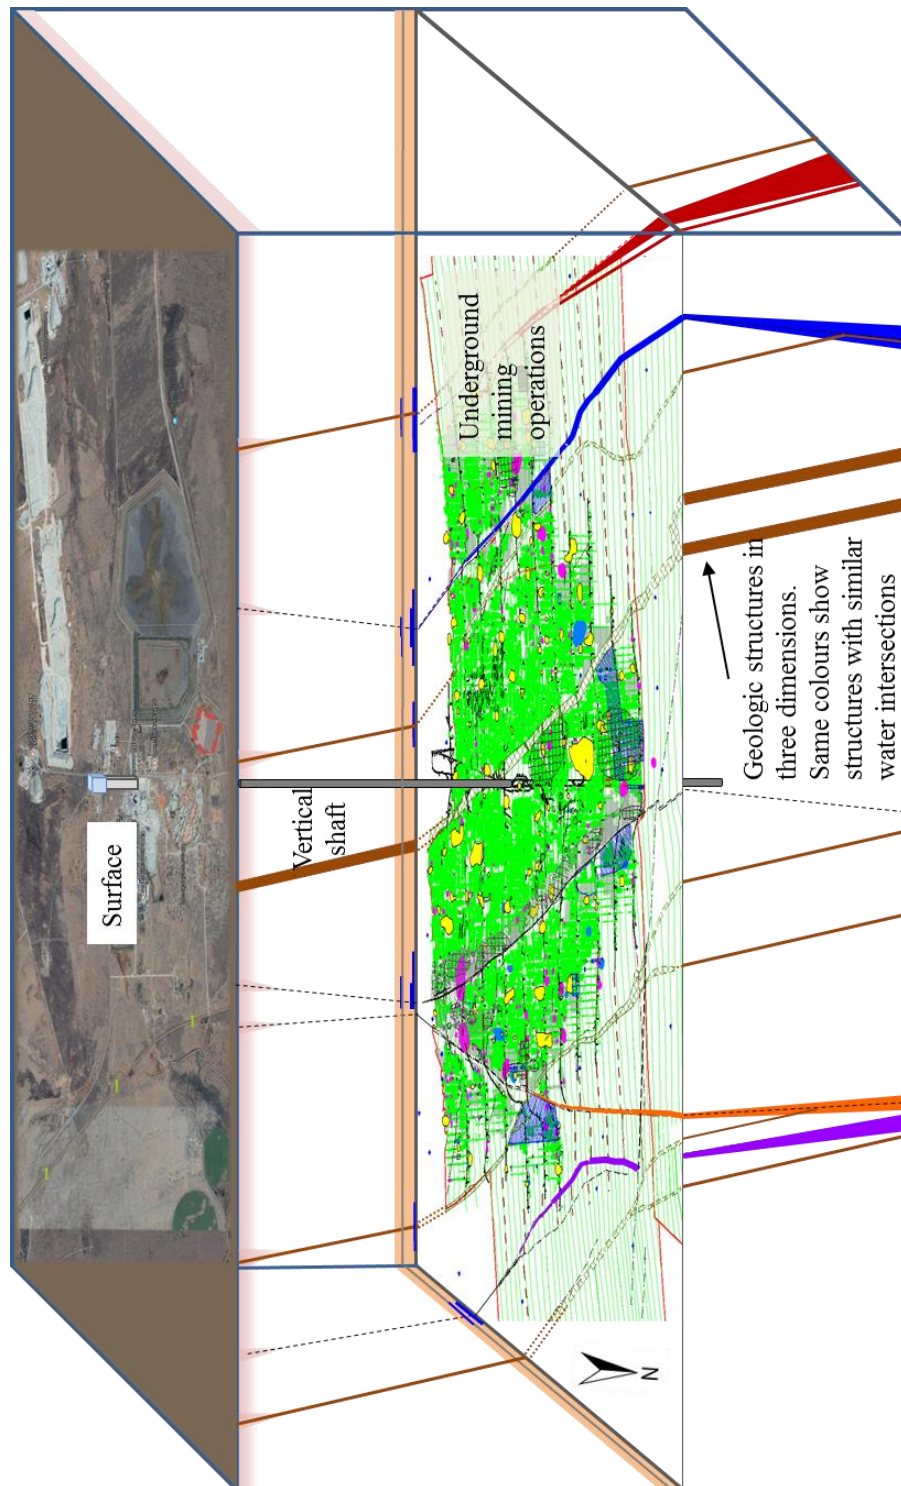 Surface
Vertical
shaft
Underground
mining
operations
Geologic structures in
three dimensions.
Same colours show
structures with similar
water intersections
N